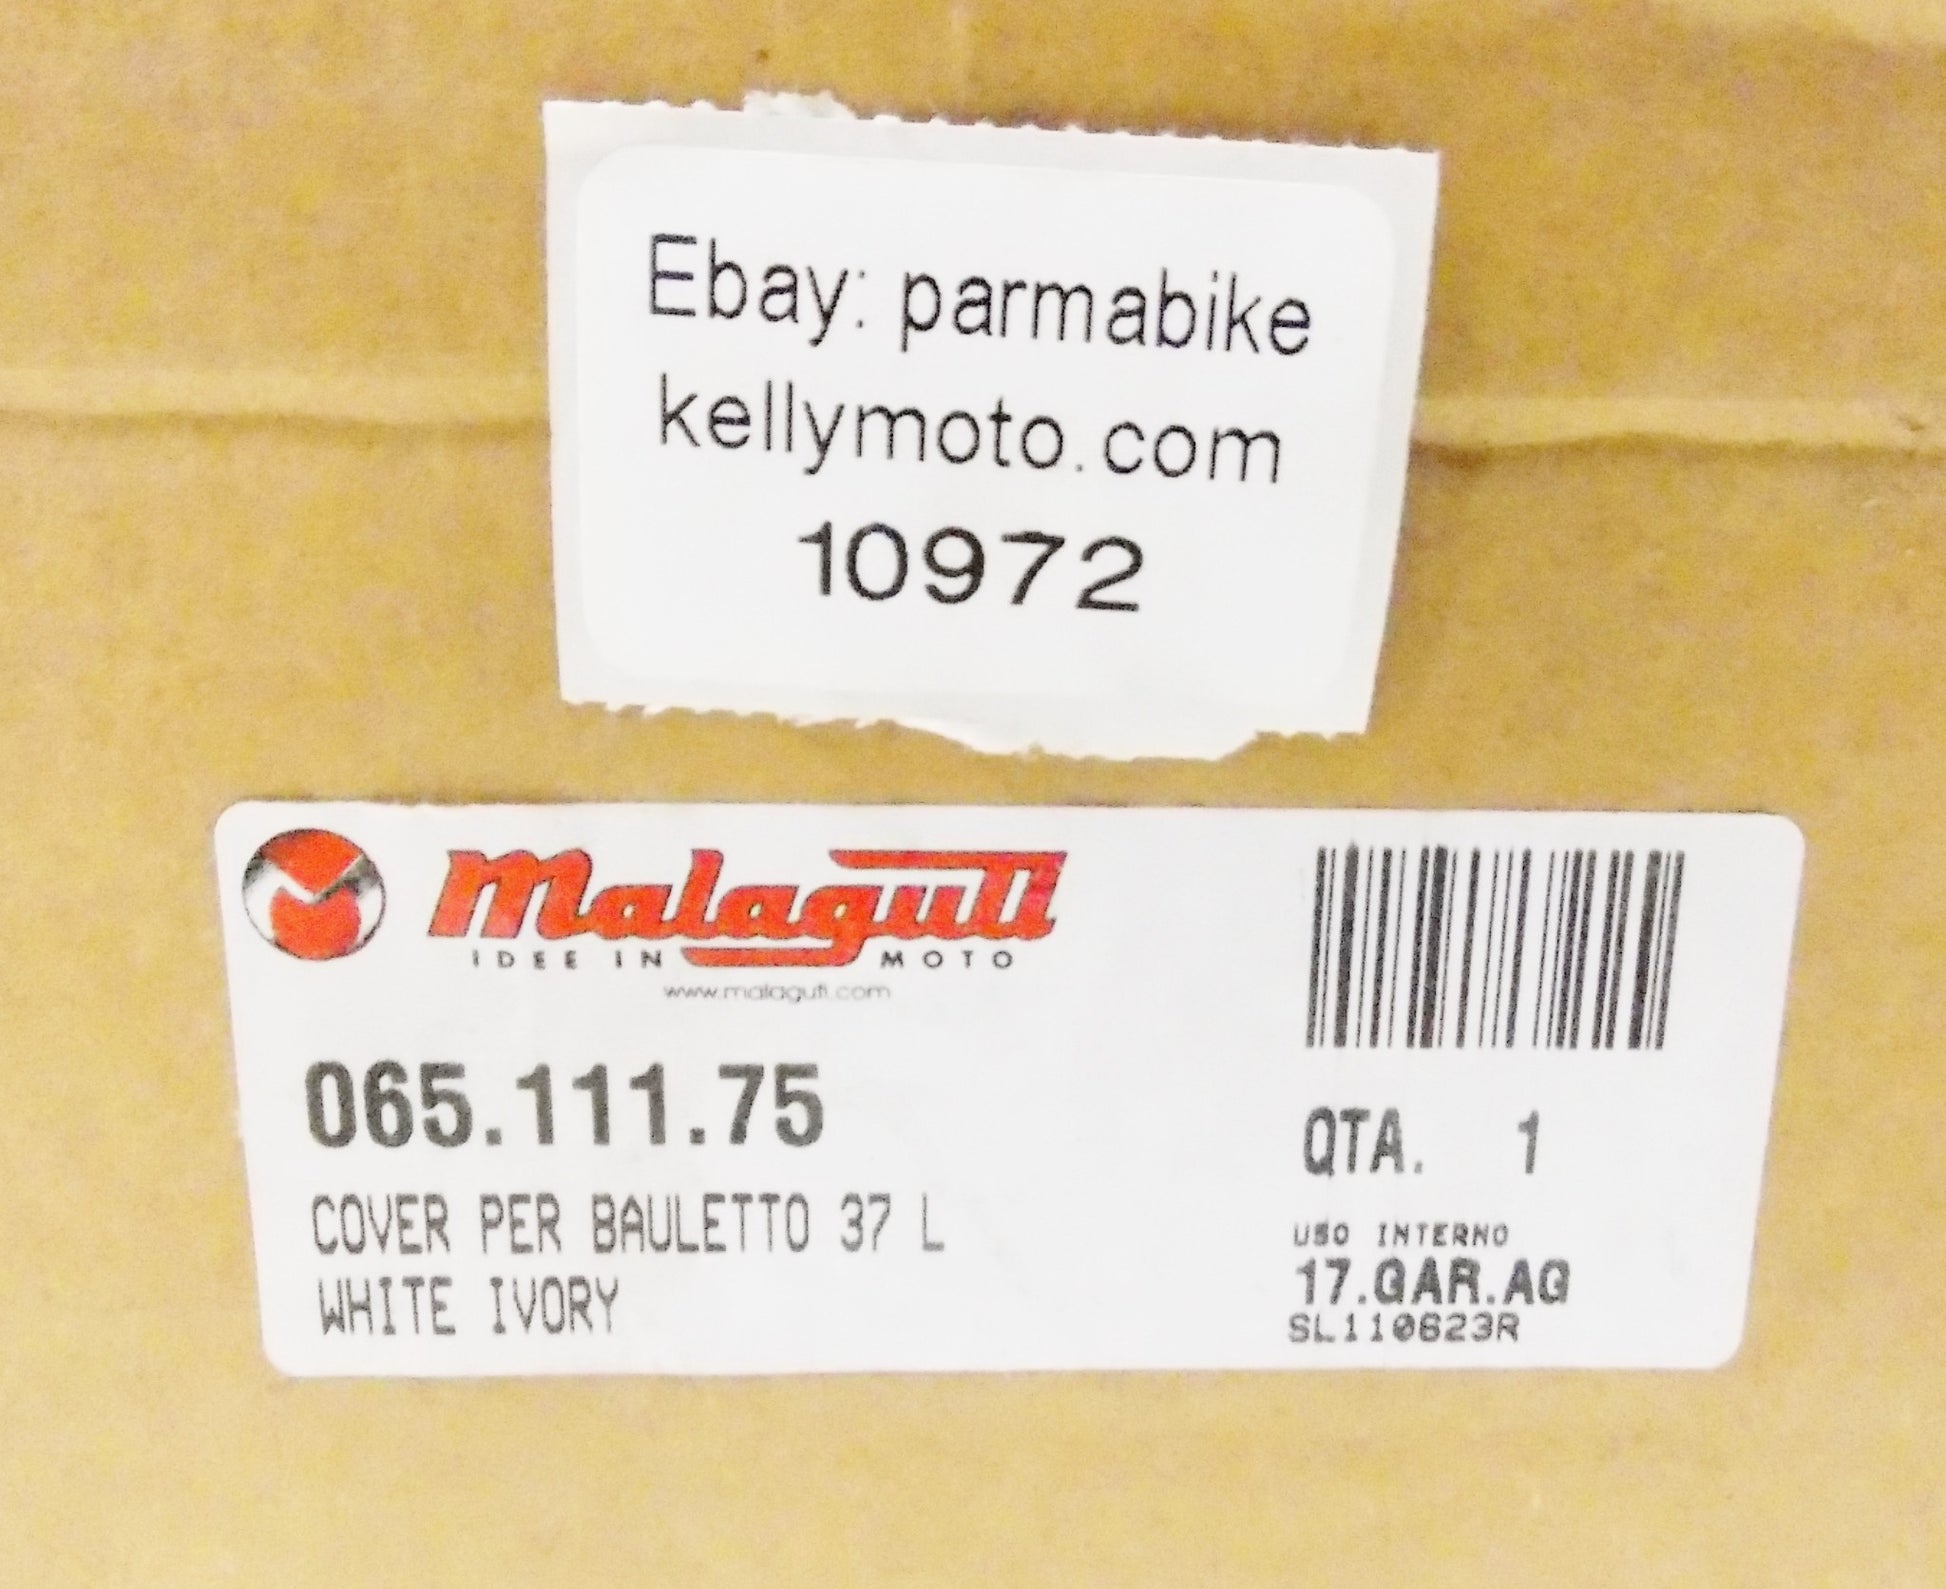 Ebay: parmabike
kellymoto.com
10972
Malaguti
IDEE IN MOTO
www.malaguti.com
065.111.75
COVER PER BAULETTO 37 L
WHITE IVORY
QTA. 1
USO INTERNO
17.GAR.AG
SL110623R